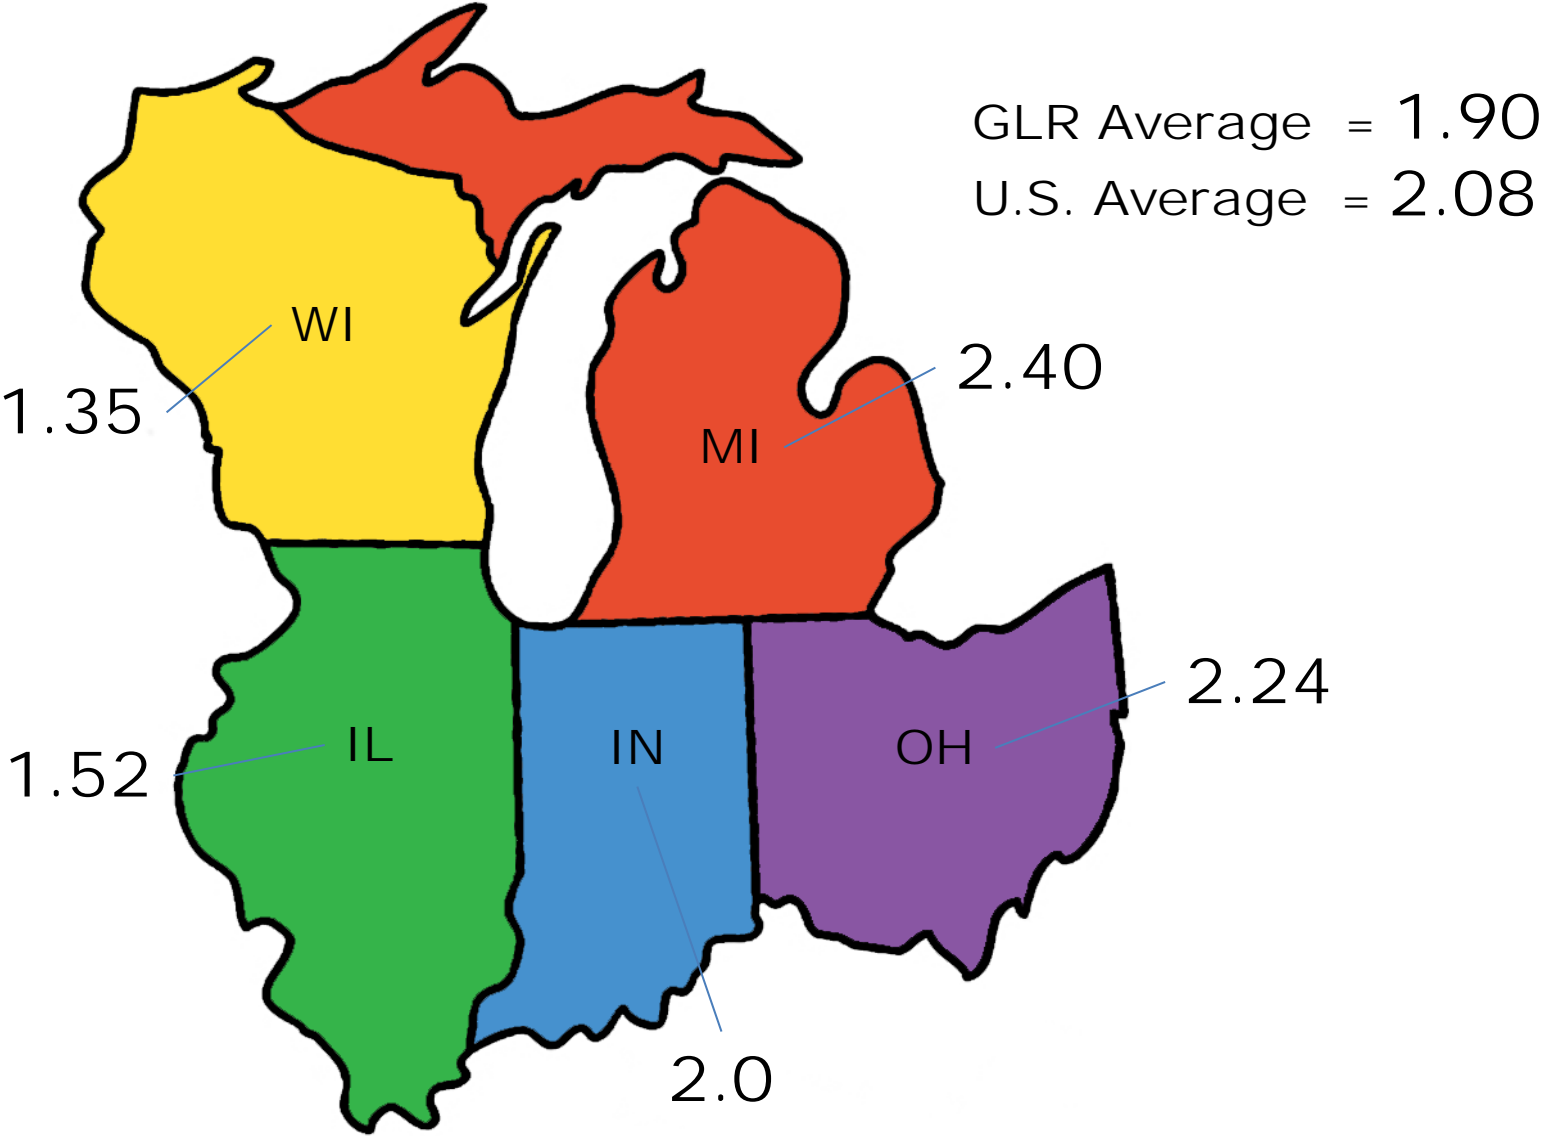 GLR Average = 1.90
U.S. Average = 2.08
WI
1.35
2.40
MI
2.24
IL
IN
OH
1.52
2.0